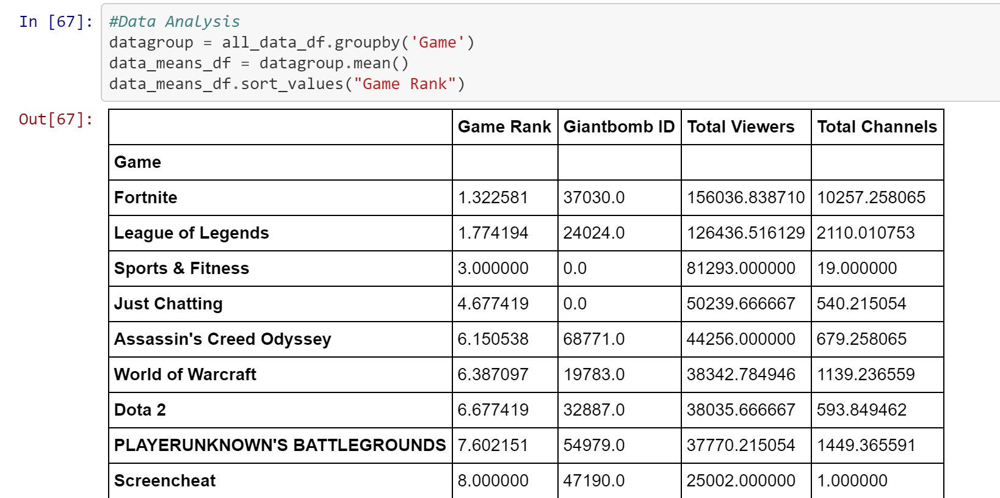 In [67]: #Data Analysis
datagroup = all_data_df.groupby('Game')
data_means_df = datagroup.mean()
data_means_df.sort_values("Game Rank")
Out[67]:
Game Rank Giantbomb ID Total Viewers Total Channels
Game
Fortnite 1.322581 37030.0 156036.838710 10257.258065
League of Legends 1.774194 24024.0 126436.516129 2110.010753
Sports & Fitness 3.000000 0.0 81293.000000 19.000000
Just Chatting 4.677419 0.0 50239.666667 540.215054
Assassin's Creed Odyssey 6.150538 68771.0 44256.000000 679.258065
World of Warcraft 6.387097 19783.0 38342.784946 1139.236559
Dota 2 6.677419 32887.0 38035.666667 593.849462
PLAYERUNKNOWN'S BATTLEGROUNDS 7.602151 54979.0 37770.215054 1449.365591
Screencheat 8.000000 47190.0 25002.000000 1.000000